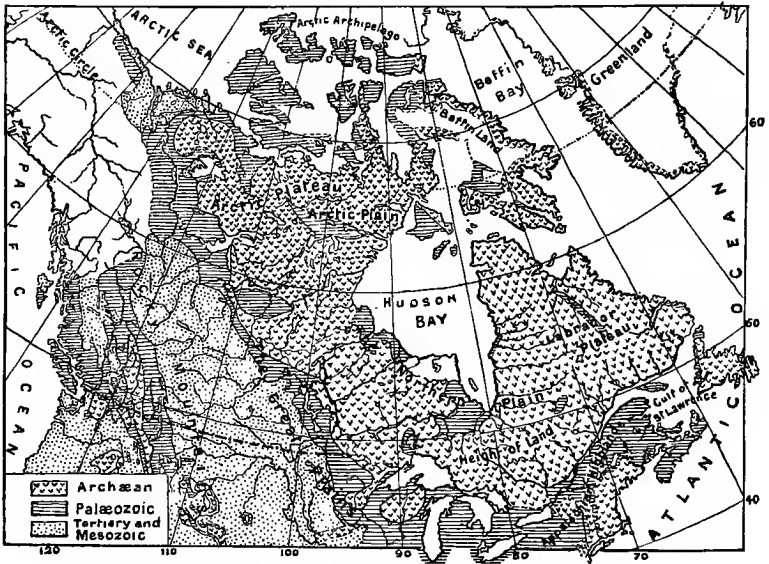 ARCTIC SEA
Arctic Archipelago
Arctic Circle
Baffin
BAY
Greenland
Baffin Land
60
PACIFIC
OCEAN
Arctic Plateau
Arctic Plain
HUDSON
BAY
Labrador
Plateau
OCEAN
50
Plain
Gulf of
St Lawrence
Height of Land
Mountains
ATLANTIC
40
Archæan
Palæozoic
Tertiary and
Mesozoic
120
110
100
90
80
70